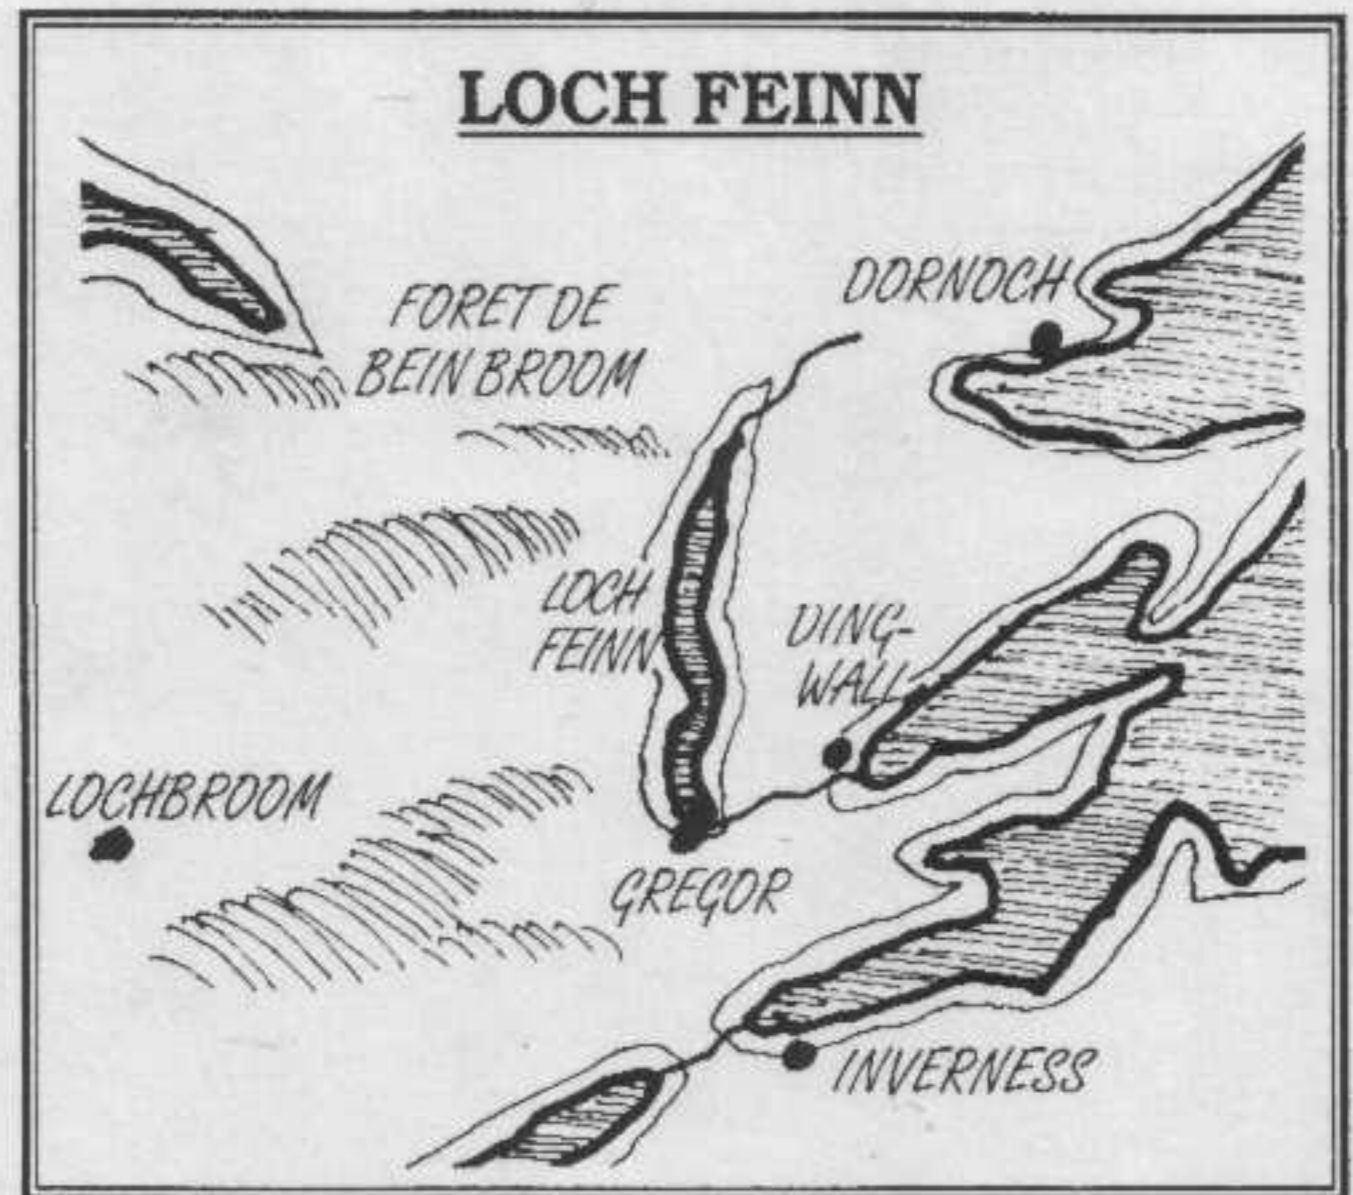 LOCH FEINN
DORNOCH
FORET DE
BEIN BROOM
LOCH
FEINN
DING-
WALL
LOCHBROOM
GREGOR
INVERNESS